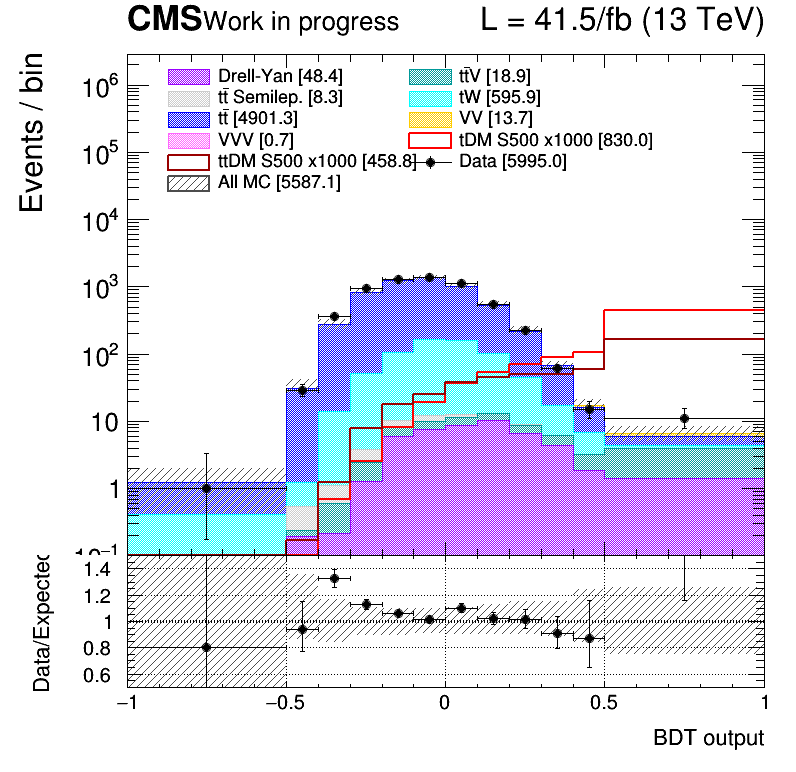 CMS Work in progress L = 41.5/fb (13 TeV)
Events / bin
Drell-Yan [48.4] tt̄V [18.9]
tt̄ Semilep. [8.3] tW [595.9]
tt̄ [4901.3] VV [13.7]
VVV [0.7] tDM S500 x1000 [830.0]
ttDM S500 x1000 [458.8] Data [5995.0]
All MC [5587.1]
10⁶
10⁵
10⁴
10³
10²
10
1
10⁻¹
Data/Expected
1.4
1.2
1
0.8
0.6
−1 −0.5 0 0.5 1
BDT output